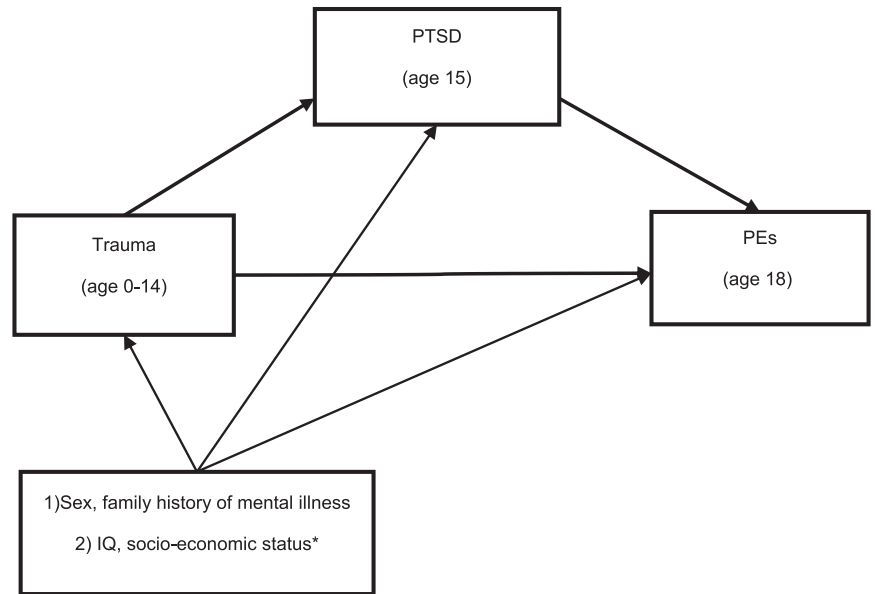 PTSD
(age 15)
Trauma
(age 0-14)
PEs
(age 18)
1)Sex, family history of mental illness
2) IQ, socio-economic status*